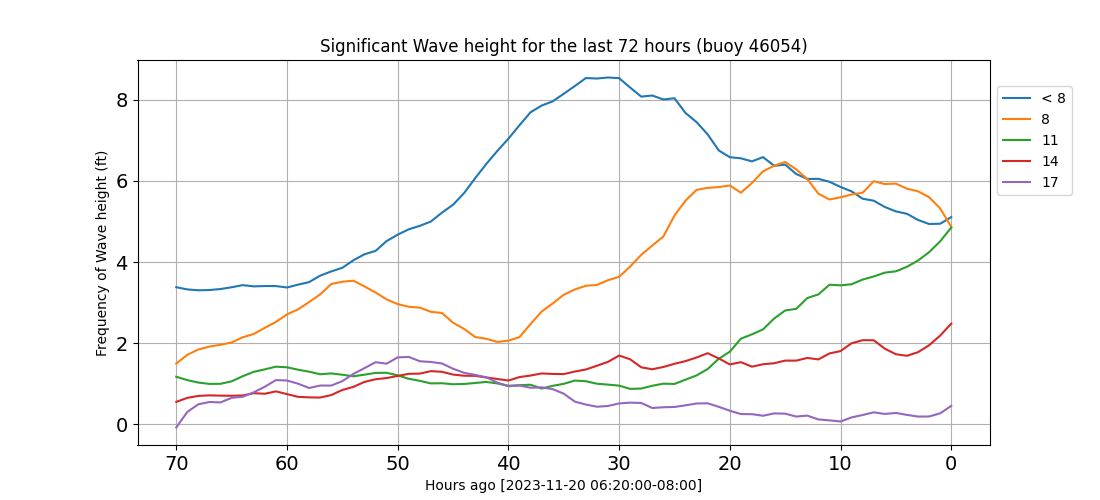 Significant Wave height for the last 72 hours (buoy 46054)
Frequency of Wave height (ft)
8
6
4
2
0
70 60 50 40 30 20 10 0
Hours ago [2023-11-20 06:20:00-08:00]
< 8
8
11
14
17